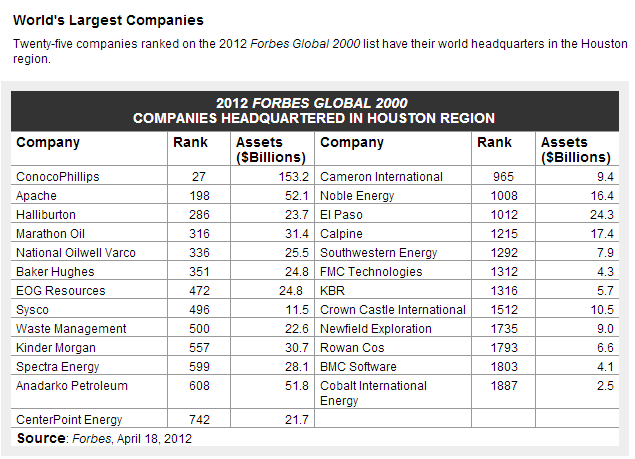 World's Largest Companies
Twenty-five companies ranked on the 2012 Forbes Global 2000 list have their world headquarters in the Houston
region.
2012 FORBES GLOBAL 2000
COMPANIES HEADQUARTERED IN HOUSTON REGION
Company Rank Assets ($Billions) Company Rank Assets ($Billions)
ConocoPhillips 27 153.2 Cameron International 965 9.4
Apache 198 52.1 Noble Energy 1008 16.4
Halliburton 286 23.7 El Paso 1012 24.3
Marathon Oil 316 31.4 Calpine 1215 17.4
National Oilwell Varco 336 25.5 Southwestern Energy 1292 7.9
Baker Hughes 351 24.8 FMC Technologies 1312 4.3
EOG Resources 472 24.8 KBR 1316 5.7
Sysco 496 11.5 Crown Castle International 1512 10.5
Waste Management 500 22.6 Newfield Exploration 1735 9.0
Kinder Morgan 557 30.7 Rowan Cos 1793 6.6
Spectra Energy 599 28.1 BMC Software 1803 4.1
Anadarko Petroleum 608 51.8 Cobalt International Energy 1887 2.5
CenterPoint Energy 742 21.7
Source: Forbes, April 18, 2012